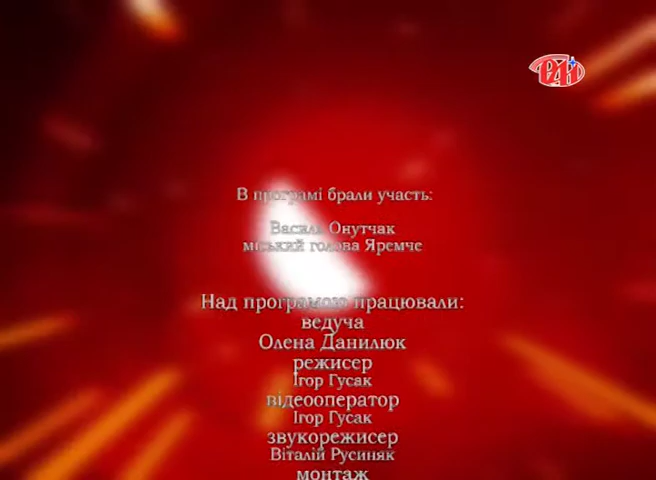 В програмі брали участь:
Василь Онутчак
міський голова Яремче
Над програмою працювали:
ведуча
Олена Данилюк
режисер
Ігор Гусак
відеооператор
Ігор Гусак
звукорежисер
Віталій Русиняк
монтаж